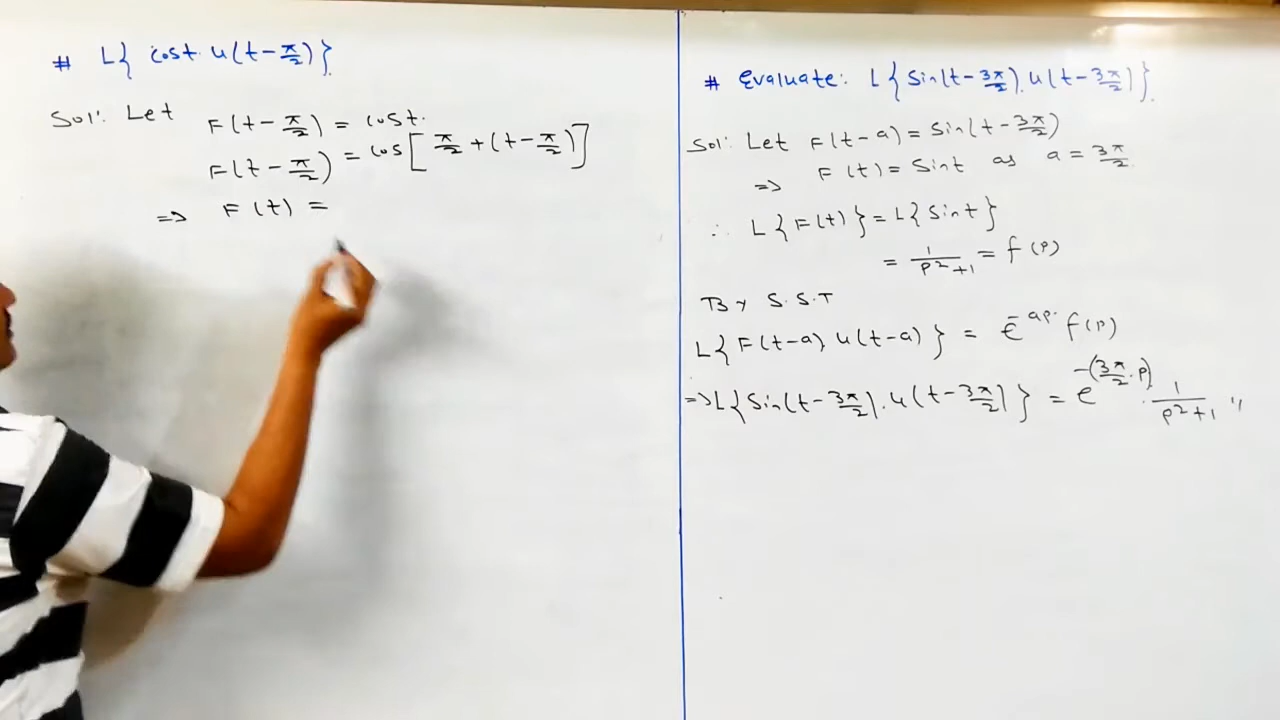 # L{ cost. u(t-π/2)}
Sol: Let F(t-π/2) = cost.
F(t-π/2) = cos[π/2+(t-π/2)]
=> F(t) =
# Evaluate: L{Sin(t-3π/2).u(t-3π/2)}.
Sol: Let F(t-a) = Sin(t-3π/2)
=> F(t) = Sint as a = 3π/2
∴ L{F(t)} = L{Sint}
= 1/p²+1 = f(p)
By S.S.T
L{F(t-a) u(t-a)} = e^-ap. f(p)
=> L{Sin(t-3π/2).u(t-3π/2)} = e^-(3π/2.p). 1/p²+1 "